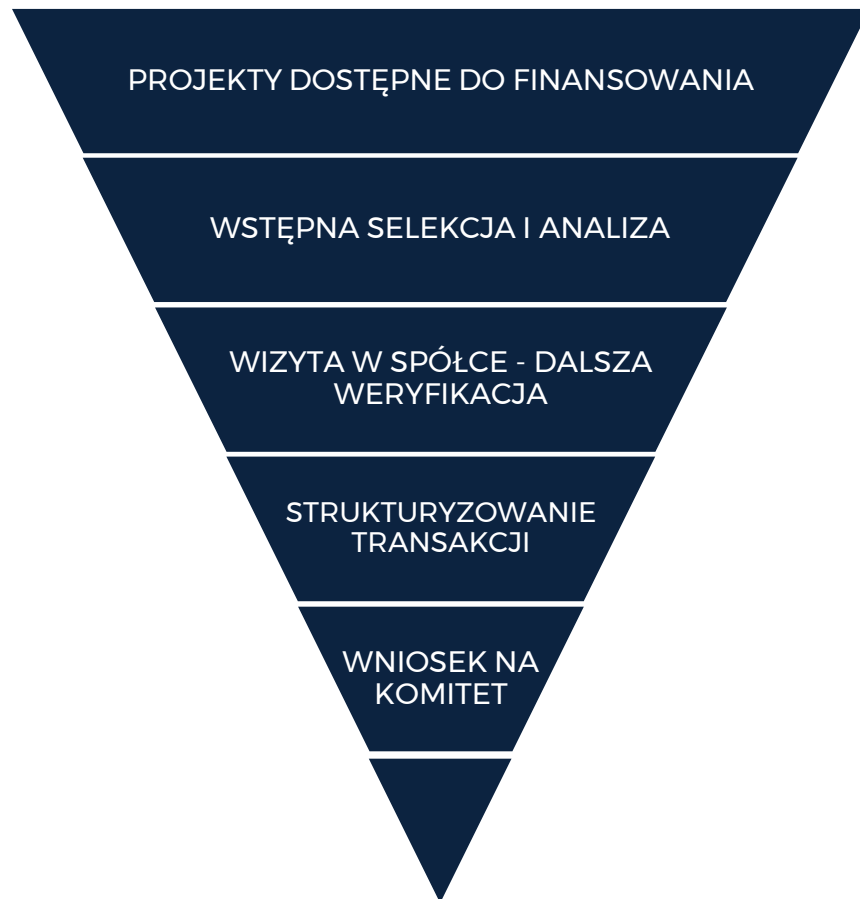 PROJEKTY DOSTĘPNE DO FINANSOWANIA
WSTĘPNA SELEKCJA I ANALIZA
WIZYTA W SPÓŁCE - DALSZA
WERYFIKACJA
STRUKTURYZOWANIE
TRANSAKCJI
WNIOSEK NA
KOMITET